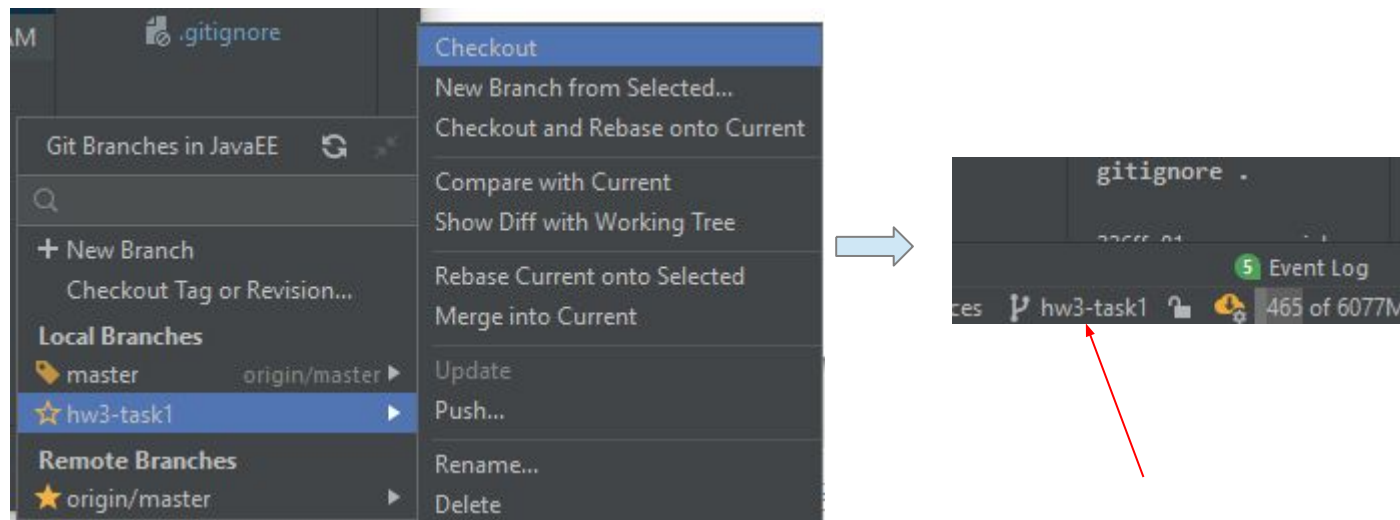 AM
.gitignore
Git Branches in JavaEE
+ New Branch
Checkout Tag or Revision...
Local Branches
master origin/master
hw3-task1
Remote Branches
origin/master
Checkout
New Branch from Selected...
Checkout and Rebase onto Current
Compare with Current
Show Diff with Working Tree
Rebase Current onto Selected
Merge into Current
Update
Push...
Rename...
Delete
gitignore .
5 Event Log
ces hw3-task1 465 of 6077M